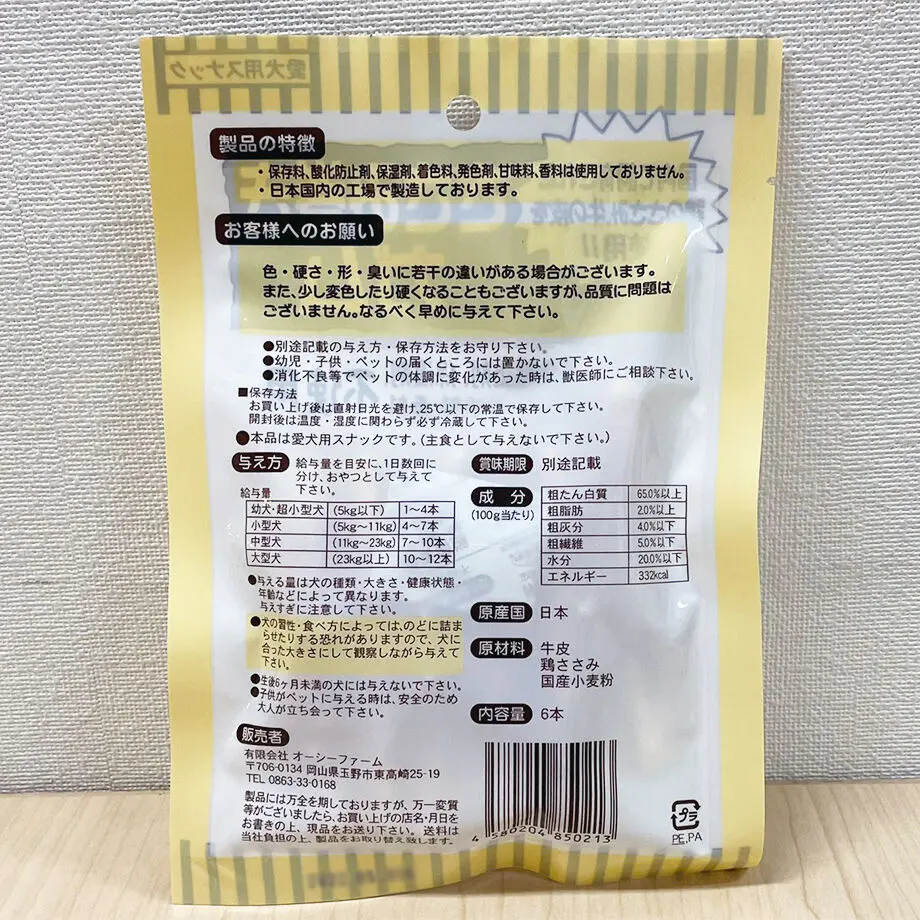 愛犬用スナック
製品の特徴
・保存料、酸化防止剤、保湿剤、着色料、発色剤、甘味料、香料は使用しておりません。
・日本国内の工場で製造しております。
お客様へのお願い
色・硬さ・形・臭いに若干の違いがある場合がございます。
また、少し変色したり硬くなることもございますが、品質に問題は
ございません。なるべく早めに与えて下さい。
●別途記載の与え方・保存方法をお守り下さい。
●幼児・子供・ペットの届くところには置かないで下さい。
●消化不良等でペットの体調に変化があった時は、獣医師にご相談下さい。
■保存方法
お買い上げ後は直射日光を避け、25℃以下の常温で保存して下さい。
開封後は温度・湿度に関わらず必ず冷蔵して下さい。
●本品は愛犬用スナックです。(主食として与えないで下さい。)
与え方 給与量を目安に、1日数回に
分け、おやつとして与えて
下さい。
給与量
幼犬・超小型犬 (5kg以下) 1〜4本
小型犬 (5kg〜11kg) 4〜7本
中型犬 (11kg〜23kg) 7〜10本
大型犬 (23kg以上) 10〜12本
●与える量は犬の種類・大きさ・健康状態・
年齢などによって異なります。
与えすぎに注意して下さい。
●犬の習性・食べ方によっては、のどに詰ま
らせたりする恐れがありますので、犬に
合った大きさにして観察しながら与えて
下さい。
●生後6ヶ月未満の犬には与えないで下さい。
●子供がペットに与える時は、安全のため
大人が立ち会って下さい。
販売者
有限会社 オーシーファーム
〒706-0134 岡山県玉野市東高崎25-19
TEL 0863-33-0168
製品には万全を期しておりますが、万一変質
等がございましたら、お買い上げの店名・月日を
お書きの上、現品をお送り下さい。送料は
当社負担の上、製品をお取り替え致します。
賞味期限 別途記載
成分
(100g当たり)
粗たん白質 65.0%以上
粗脂肪 2.0%以上
粗灰分 4.0%以下
粗繊維 5.0%以下
水分 20.0%以下
エネルギー 332kcal
原産国 日本
原材料 牛皮
鶏ささみ
国産小麦粉
内容量 6本
4 580204 850213
プラ
PE,PA